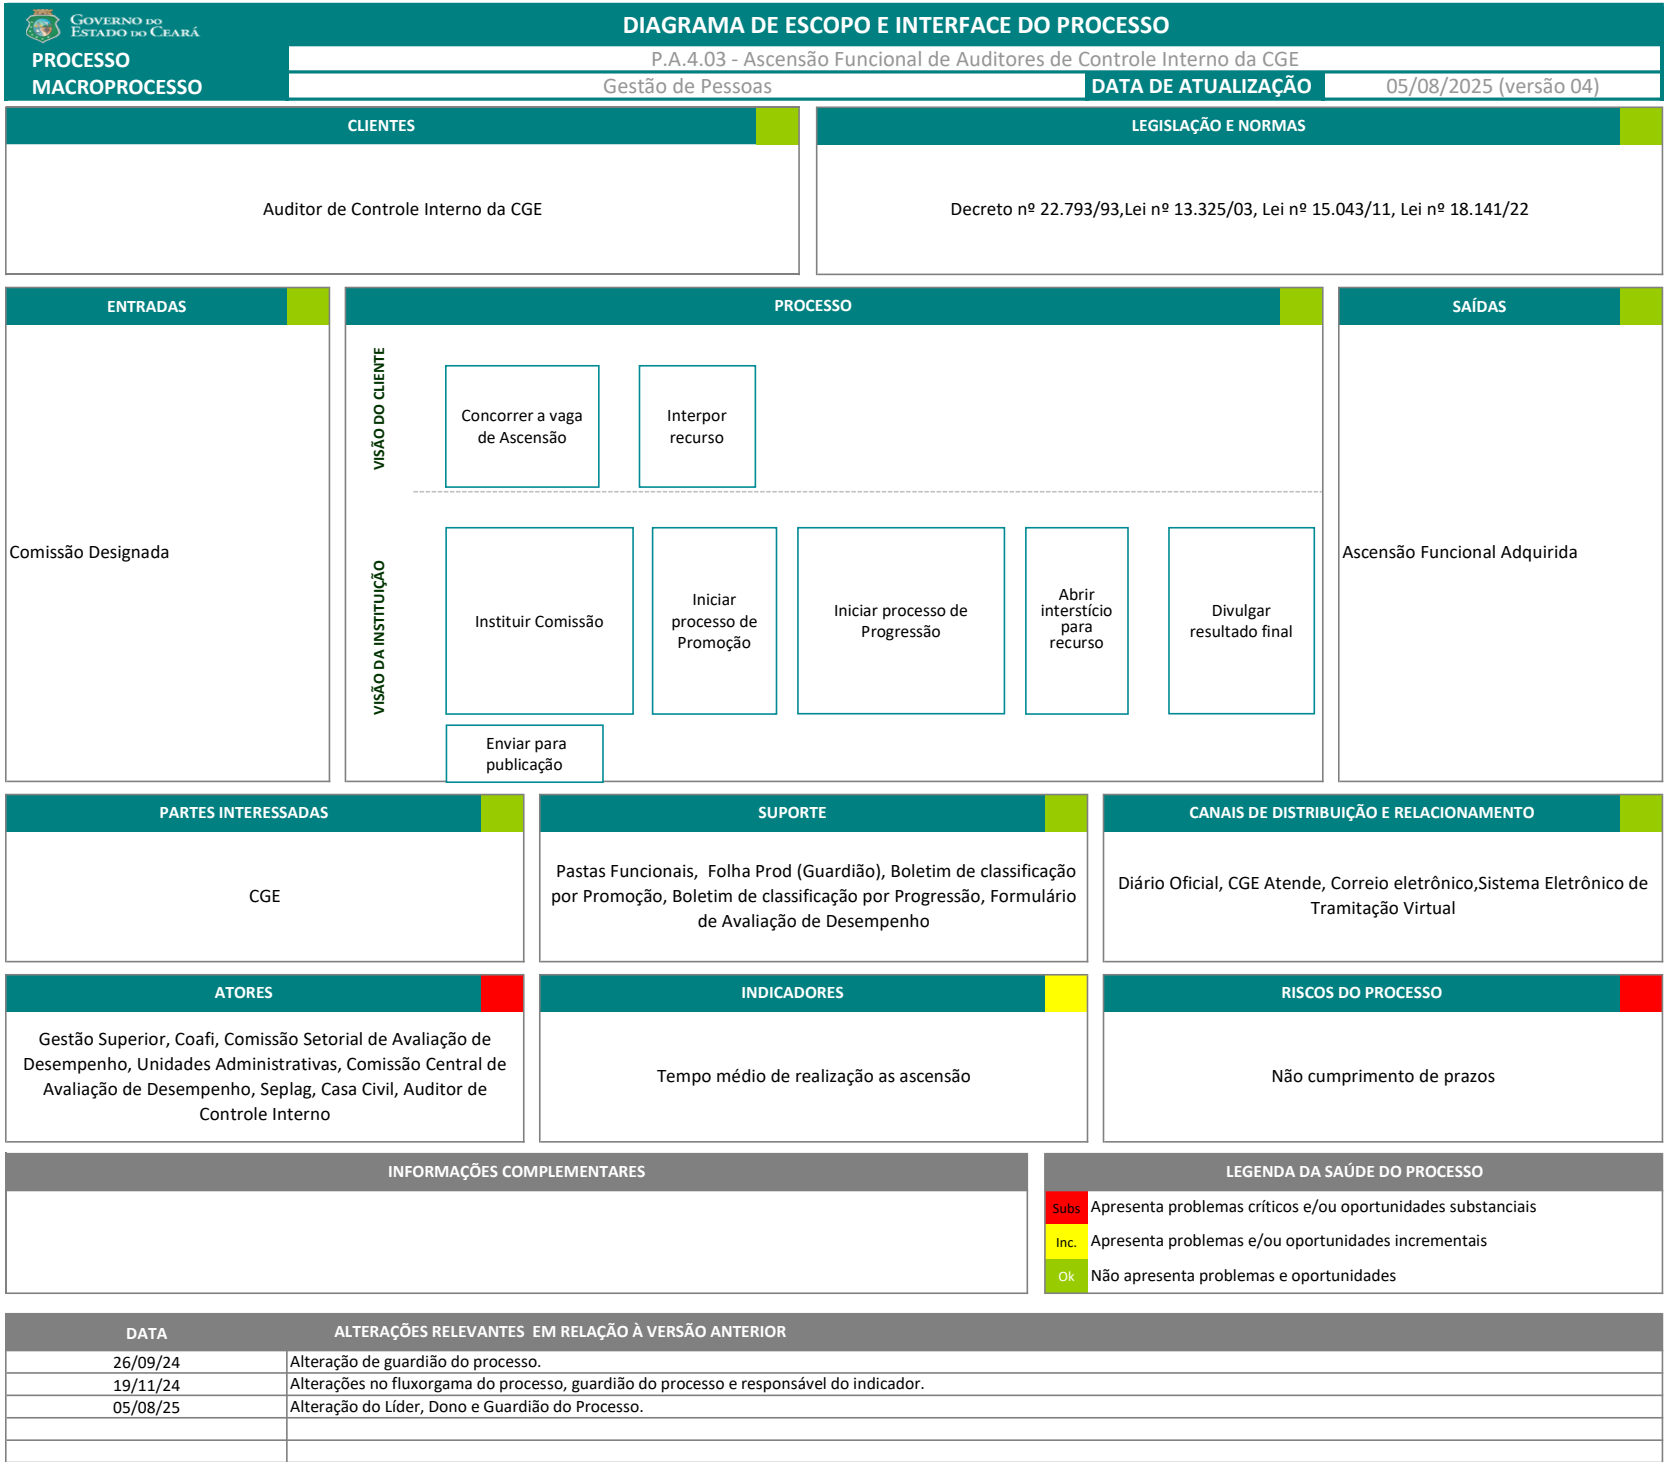 GOVERNO DO
ESTADO DO CEARÁ
DIAGRAMA DE ESCOPO E INTERFACE DO PROCESSO
PROCESSO
P.A.4.03 - Ascensão Funcional de Auditores de Controle Interno da CGE
MACROPROCESSO
Gestão de Pessoas
DATA DE ATUALIZAÇÃO
05/08/2025 (versão 04)
CLIENTES
Auditor de Controle Interno da CGE
LEGISLAÇÃO E NORMAS
Decreto nº 22.793/93,Lei nº 13.325/03, Lei nº 15.043/11, Lei nº 18.141/22
ENTRADAS
Comissão Designada
PROCESSO
VISÃO DO CLIENTE
Concorrer a vaga
de Ascensão
Interpor
recurso
VISÃO DA INSTITUIÇÃO
Instituir Comissão
Iniciar
processo de
Promoção
Iniciar processo de
Progressão
Abrir
interstício
para
recurso
Divulgar
resultado final
Enviar para
publicação
SAÍDAS
Ascensão Funcional Adquirida
PARTES INTERESSADAS
CGE
SUPORTE
Pastas Funcionais,  Folha Prod (Guardião), Boletim de classificação
por Promoção, Boletim de classificação por Progressão, Formulário
de Avaliação de Desempenho
CANAIS DE DISTRIBUIÇÃO E RELACIONAMENTO
Diário Oficial, CGE Atende, Correio eletrônico,Sistema Eletrônico de
Tramitação Virtual
ATORES
Gestão Superior, Coafi, Comissão Setorial de Avaliação de
Desempenho, Unidades Administrativas, Comissão Central de
Avaliação de Desempenho, Seplag, Casa Civil, Auditor de
Controle Interno
INDICADORES
Tempo médio de realização as ascensão
RISCOS DO PROCESSO
Não cumprimento de prazos
INFORMAÇÕES COMPLEMENTARES
LEGENDA DA SAÚDE DO PROCESSO
Subs Apresenta problemas críticos e/ou oportunidades substanciais
Inc. Apresenta problemas e/ou oportunidades incrementais
Ok Não apresenta problemas e oportunidades
DATA
ALTERAÇÕES RELEVANTES  EM RELAÇÃO À VERSÃO ANTERIOR
26/09/24 Alteração de guardião do processo.
19/11/24 Alterações no fluxorgama do processo, guardião do processo e responsável do indicador.
05/08/25 Alteração do Líder, Dono e Guardião do Processo.